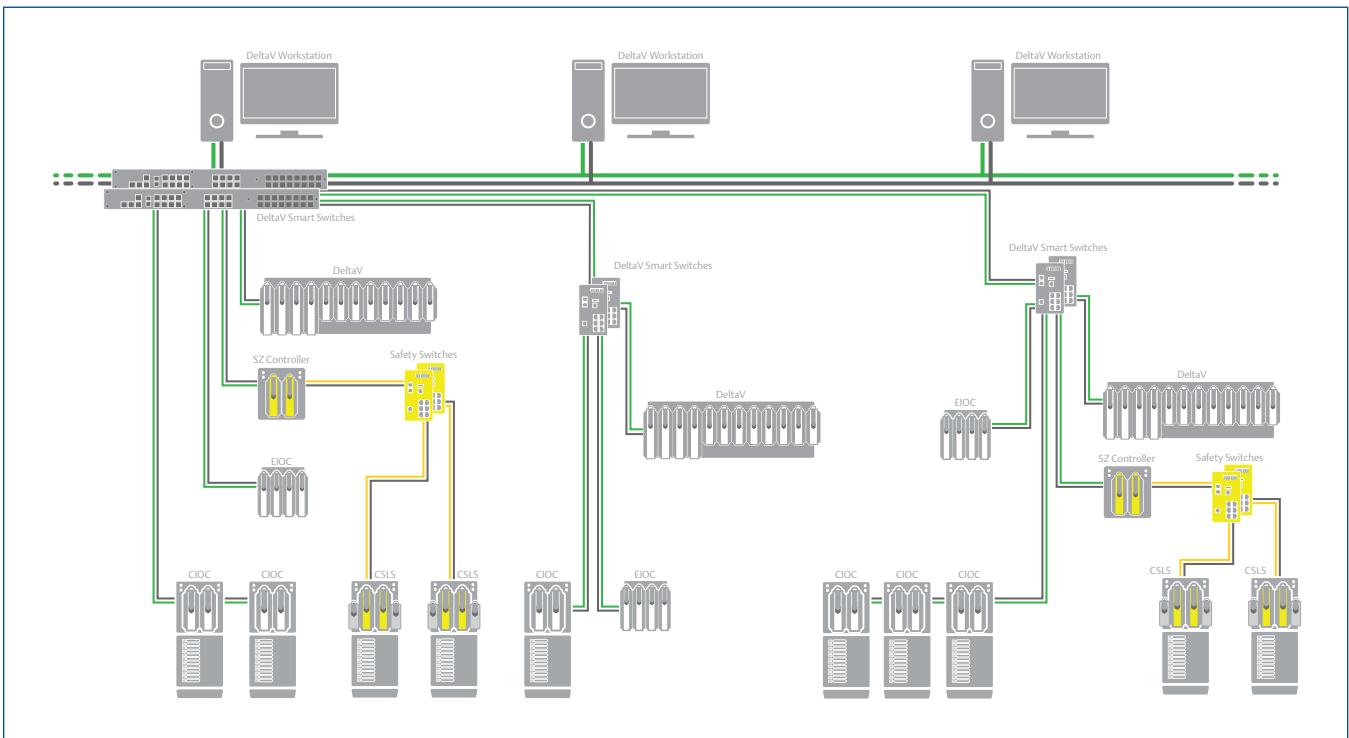 DeltaV Workstation
DeltaV Workstation
DeltaV Workstation
DeltaV Smart Switches
DeltaV Smart Switches
DeltaV Smart Switches
DeltaV
SZ Controller
Safety Switches
DeltaV
DeltaV
EIOC
EIOC
SZ Controller
Safety Switches
CIOC
CIOC
CSLS
CSLS
CIOC
EIOC
CIOC
CIOC
CIOC
CSLS
CSLS